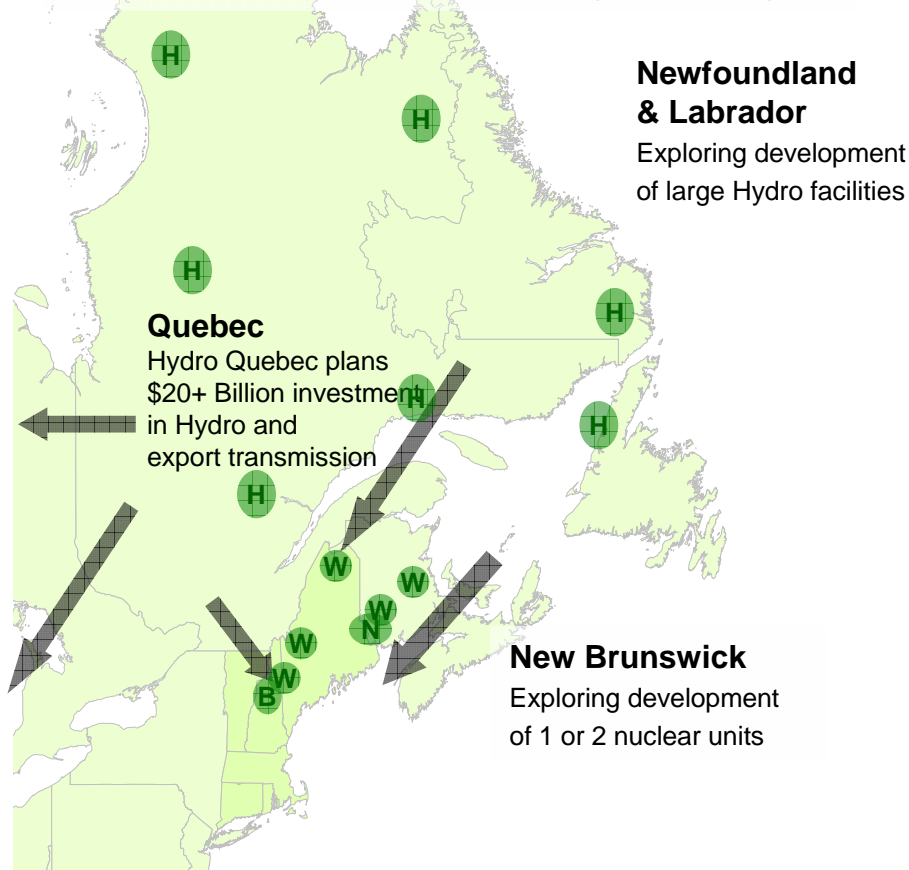 H
H
Newfoundland
& Labrador
Exploring development
of large Hydro facilities
H
H
Quebec
Hydro Quebec plans
$20+ Billion investment
in Hydro and
export transmission
H
H
H
W
W
W
N
W
W
B
New Brunswick
Exploring development
of 1 or 2 nuclear units